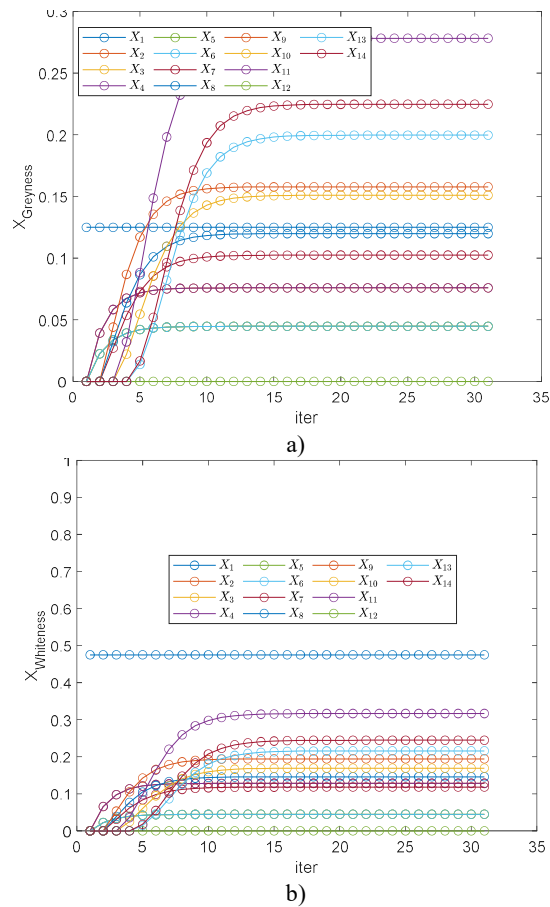 0.3
0.25
0.2
0.15
0.1
0.05
0
X_Greyness
X_1 X_5 X_9 X_13
X_2 X_6 X_10 X_14
X_3 X_7 X_11
X_4 X_8 X_12
0 5 10 15 20 25 30 35
iter
a)
1
0.9
0.8
0.7
0.6
0.5
0.4
0.3
0.2
0.1
0
X_Whiteness
X_1 X_5 X_9 X_13
X_2 X_6 X_10 X_14
X_3 X_7 X_11
X_4 X_8 X_12
0 5 10 15 20 25 30 35
iter
b)